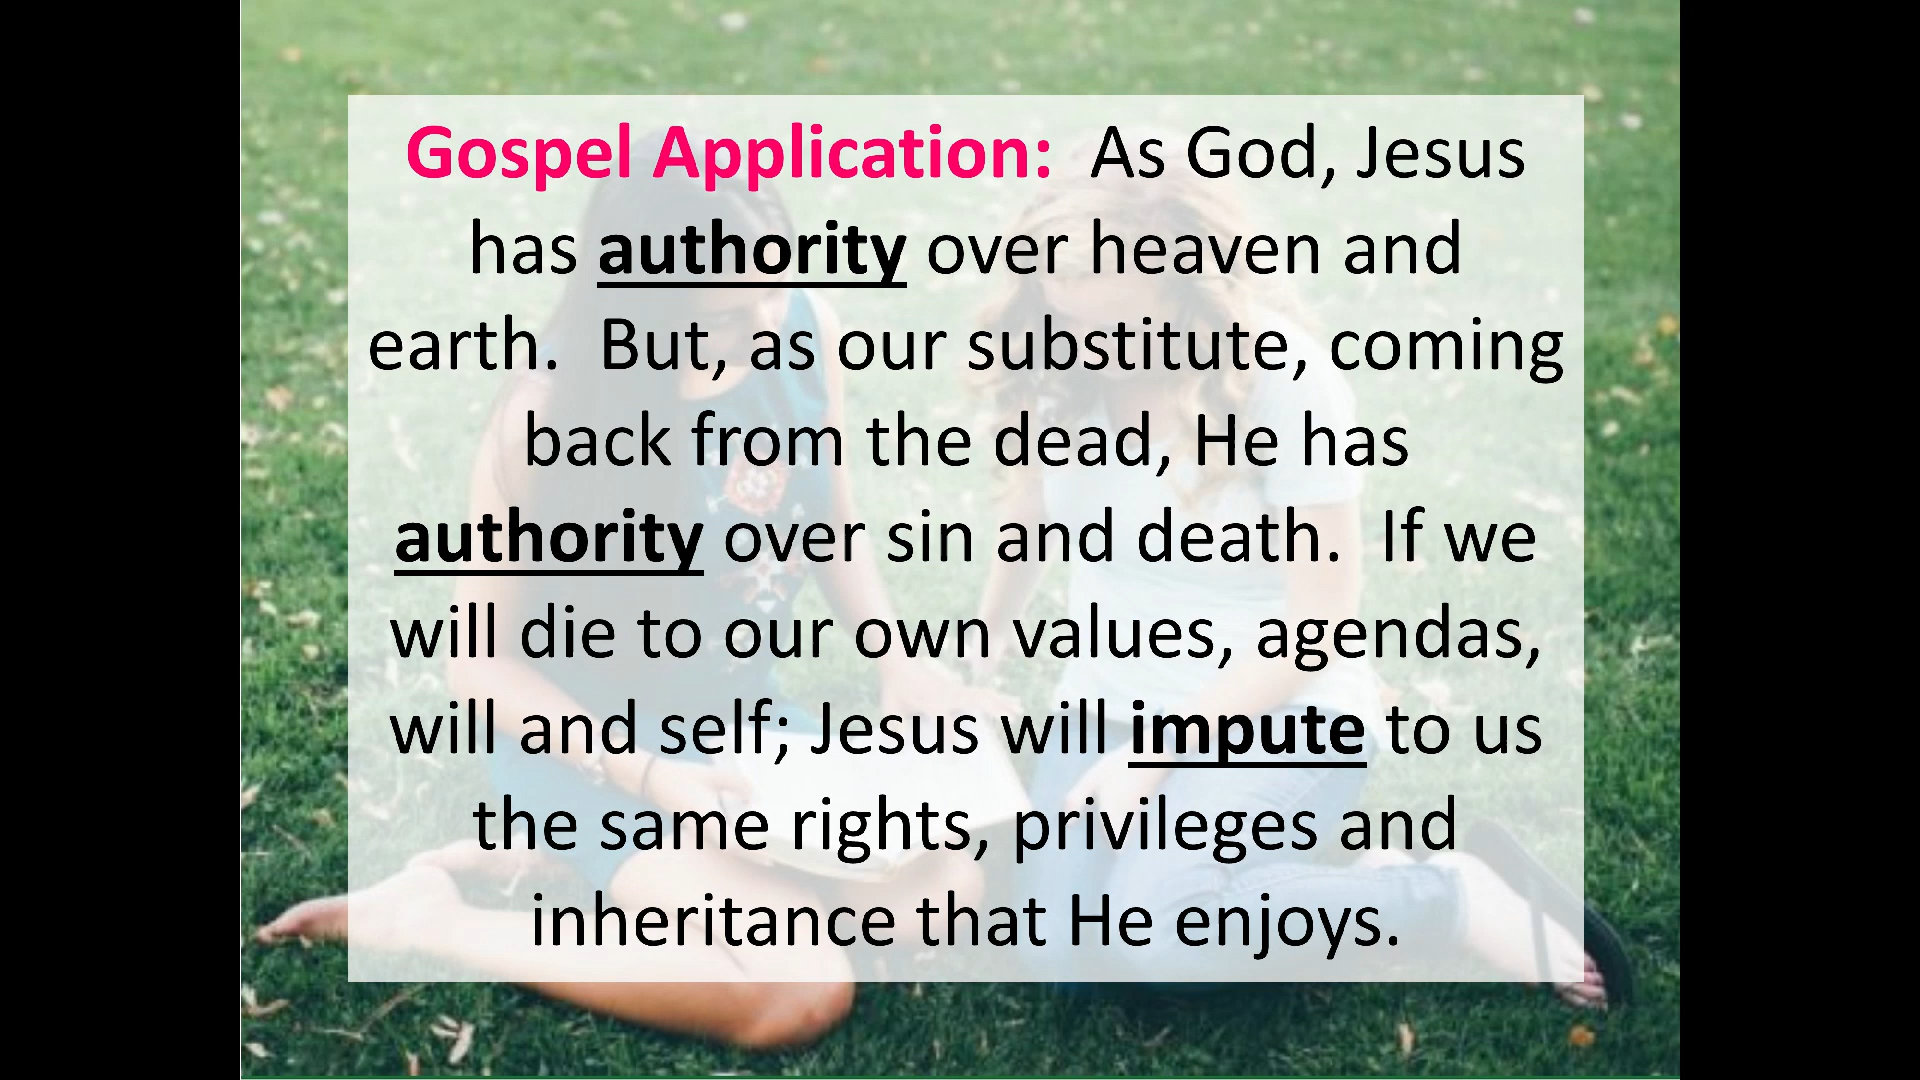 Gospel Application:  As God, Jesus
has authority over heaven and
earth.  But, as our substitute, coming
back from the dead, He has
authority over sin and death.  If we
will die to our own values, agendas,
will and self; Jesus will impute to us
the same rights, privileges and
inheritance that He enjoys.